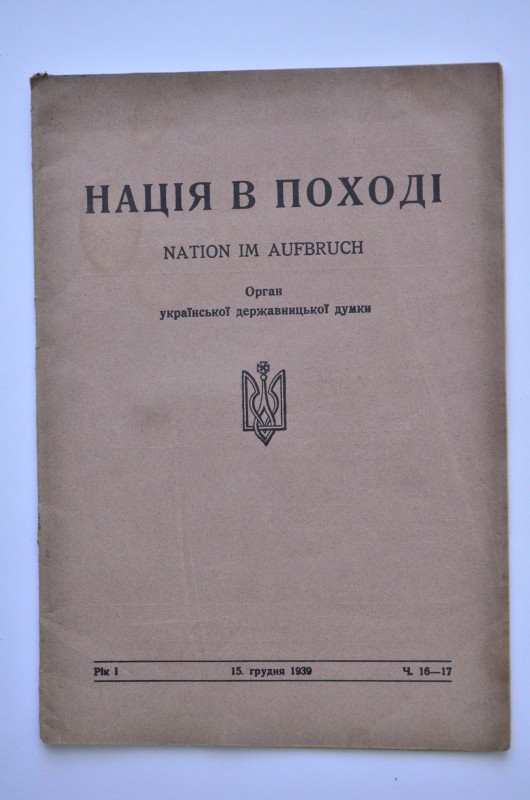 НАЦІЯ В ПОХОДІ
NATION IM AUFBRUCH
Орган
української державницької думки
Рік I 15. грудня 1939 Ч. 16—17